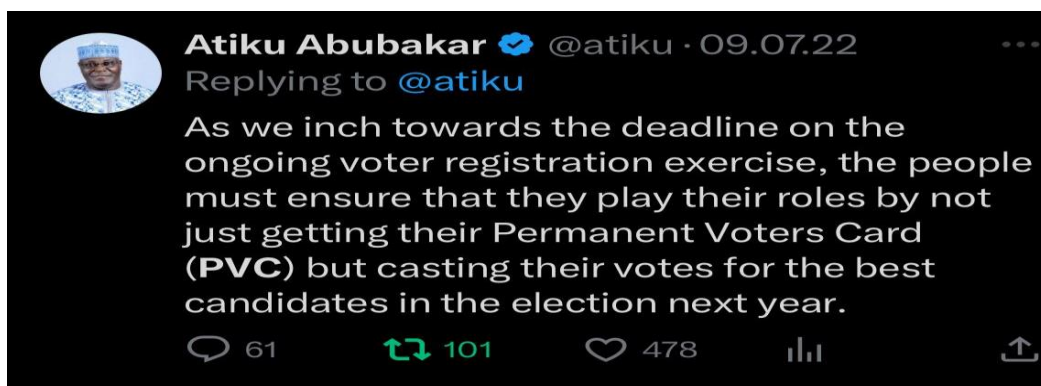 Atiku Abubakar @atiku · 09.07.22
Replying to @atiku
As we inch towards the deadline on the
ongoing voter registration exercise, the people
must ensure that they play their roles by not
just getting their Permanent Voters Card
(PVC) but casting their votes for the best
candidates in the election next year.
61 101 478